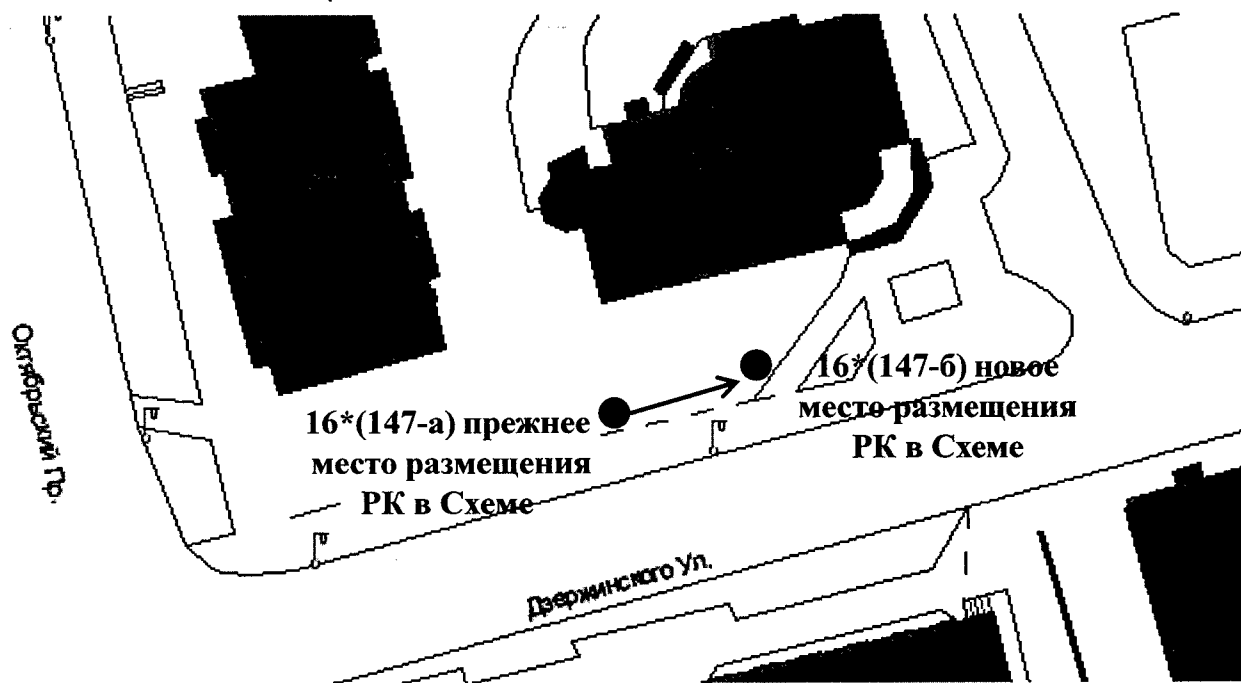 16*(147-б) новое
место размещения
РК в Схеме
16*(147-а) прежнее
место размещения
РК в Схеме
Октябрьский Пр.
Дзержинского Ул.